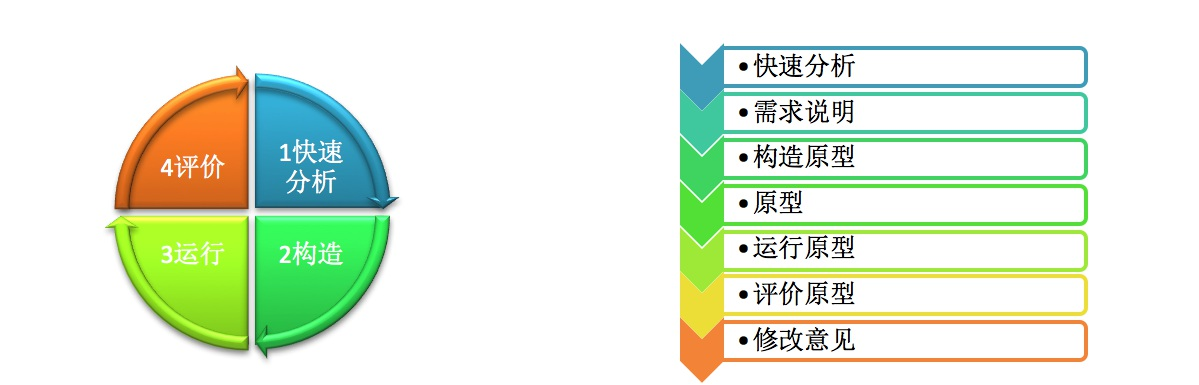 4评价
1快速
分析
3运行
2构造
•快速分析
•需求说明
•构造原型
•原型
•运行原型
•评价原型
•修改意见